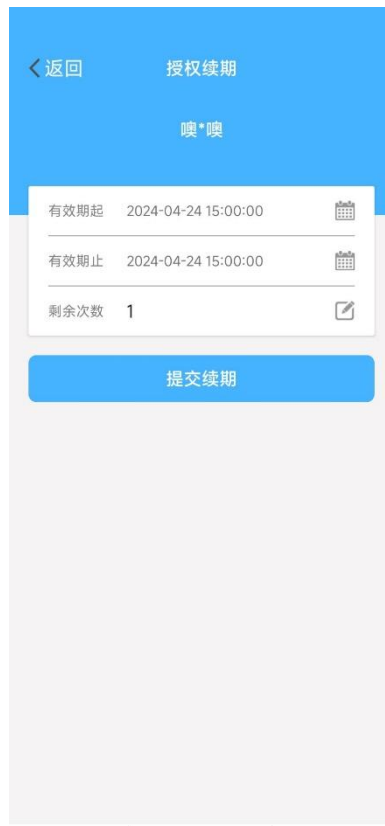 返回 授权续期
噢*噢
有效期起 2024-04-24 15:00:00
有效期止 2024-04-24 15:00:00
剩余次数 1
提交续期